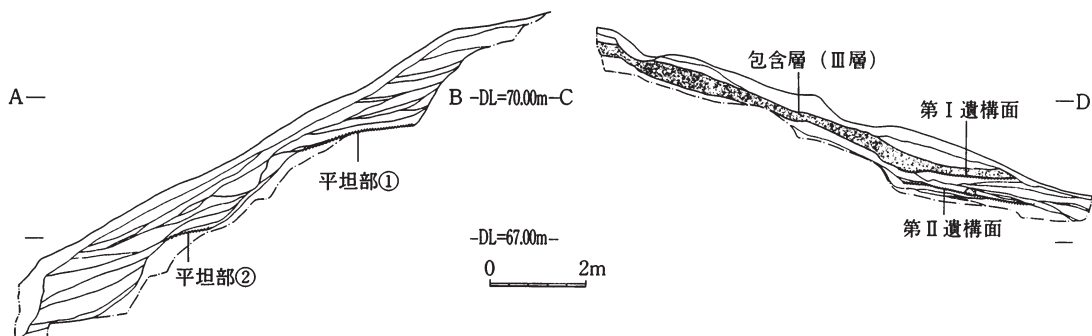 包含層（Ⅲ層）
A— B -DL=70.00m-C —D
第Ⅰ遺構面
平坦部①
第Ⅱ遺構面
-DL=67.00m-
平坦部②
0 2m